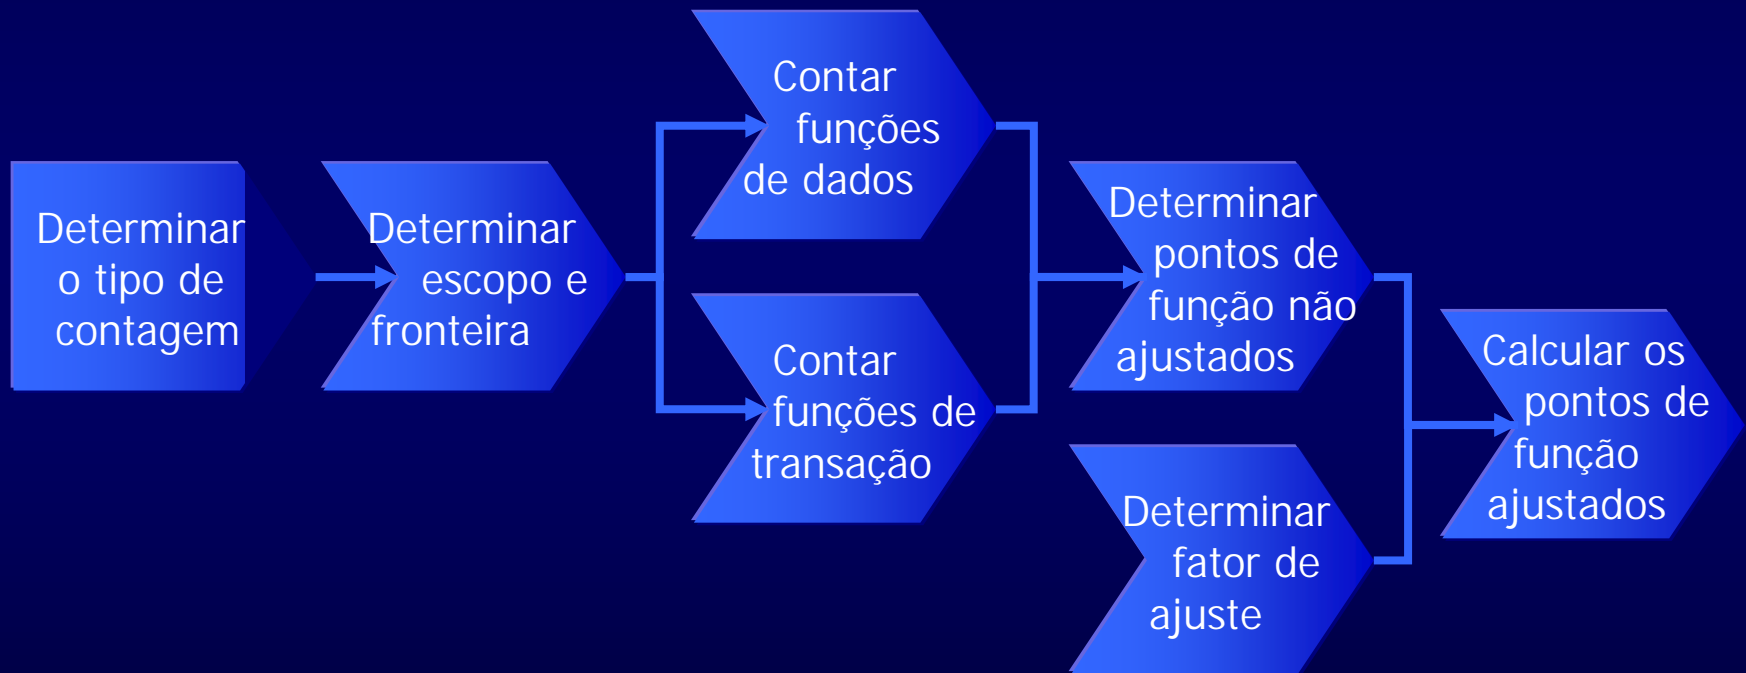 Determinar
o tipo de
contagem
Determinar
escopo e
fronteira
Contar
funções
de dados
Contar
funções de
transação
Determinar
pontos de
função não
ajustados
Determinar
fator de
ajuste
Calcular os
pontos de
função
ajustados